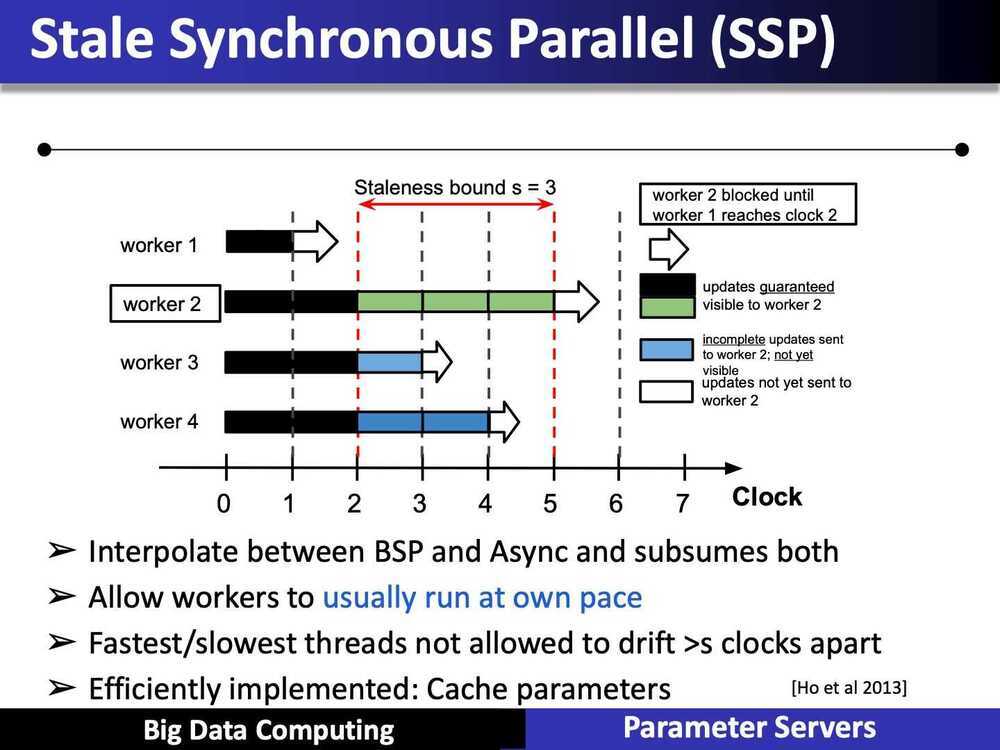 Stale Synchronous Parallel (SSP)
Staleness bound s = 3
worker 2 blocked until
worker 1 reaches clock 2
worker 1
worker 2
worker 3
worker 4
updates guaranteed
visible to worker 2
incomplete updates sent
to worker 2; not yet
visible
updates not yet sent to
worker 2
0 1 2 3 4 5 6 7 Clock
➢ Interpolate between BSP and Async and subsumes both
➢ Allow workers to usually run at own pace
➢ Fastest/slowest threads not allowed to drift >s clocks apart
➢ Efficiently implemented: Cache parameters
[Ho et al 2013]
Big Data Computing
Parameter Servers